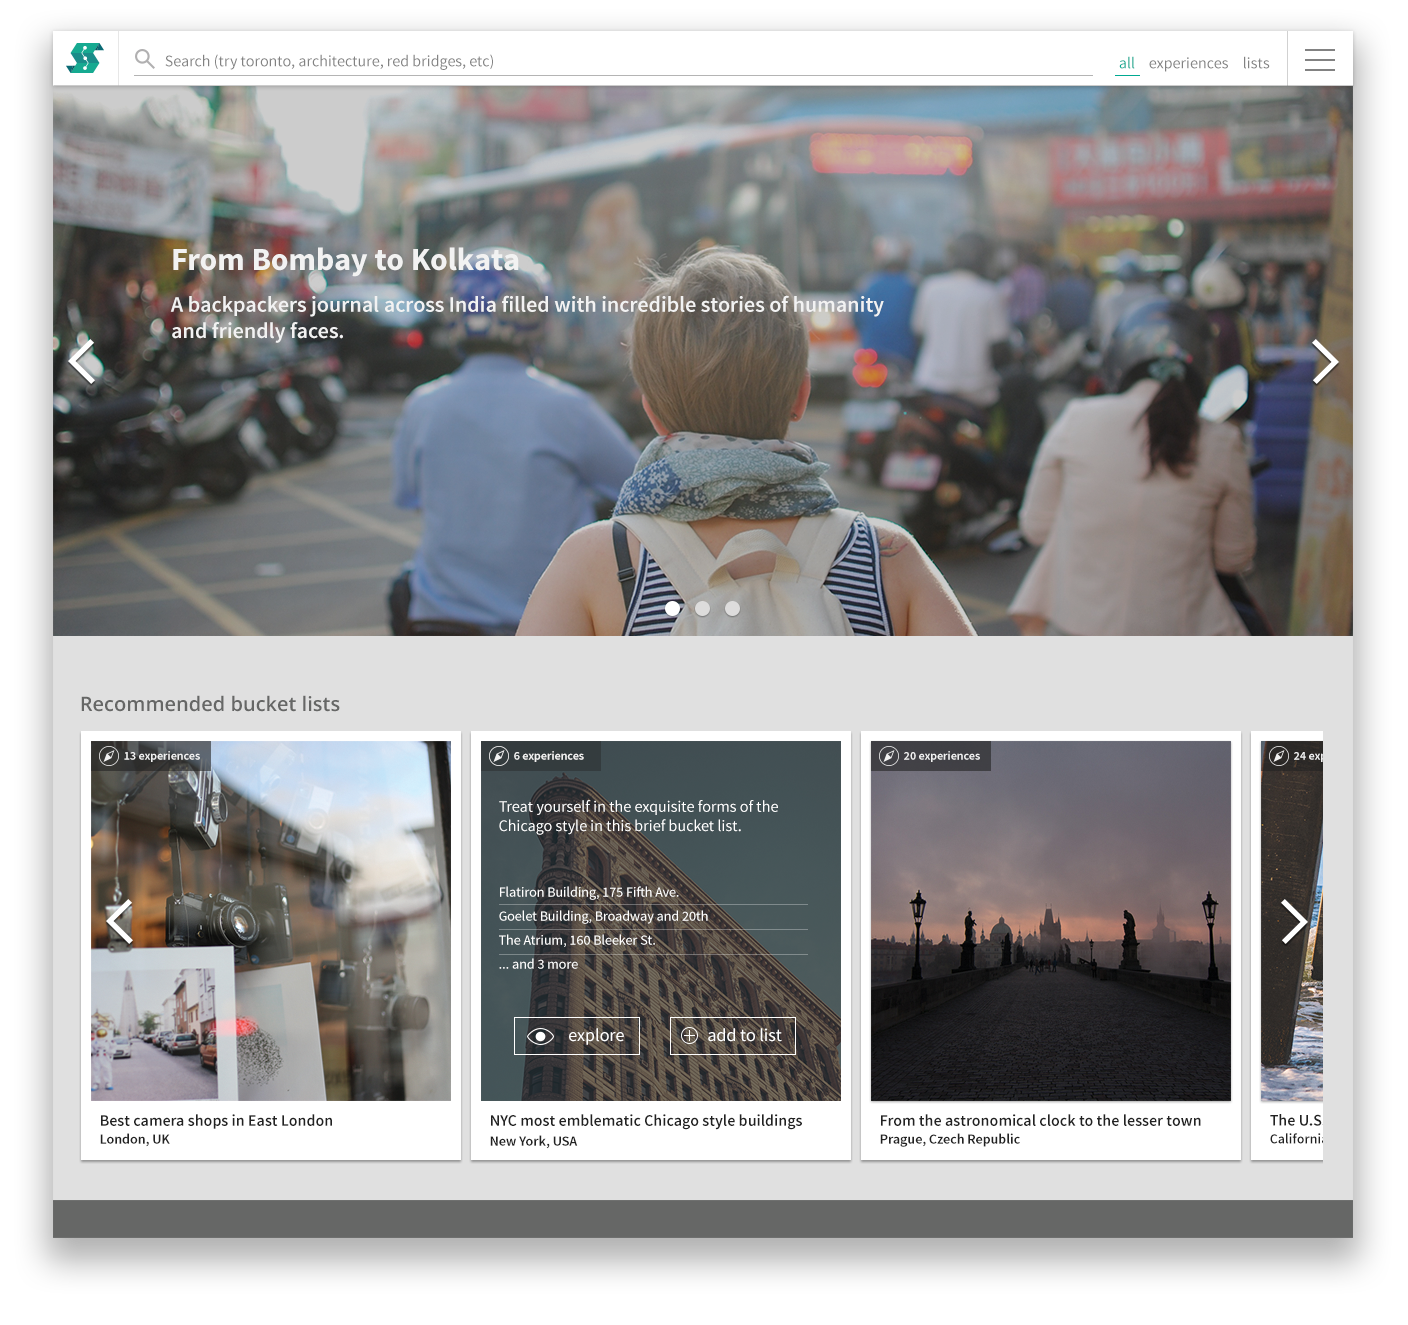 Search (try toronto, architecture, red bridges, etc)
all experiences lists
From Bombay to Kolkata
A backpackers journal across India filled with incredible stories of humanity
and friendly faces.
Recommended bucket lists
13 experiences
6 experiences
20 experiences
24 exp
Treat yourself in the exquisite forms of the
Chicago style in this brief bucket list.
Flatiron Building, 175 Fifth Ave.
Goelet Building, Broadway and 20th
The Atrium, 160 Bleeker St.
... and 3 more
explore
add to list
Best camera shops in East London
London, UK
NYC most emblematic Chicago style buildings
New York, USA
From the astronomical clock to the lesser town
Prague, Czech Republic
The U.S
California